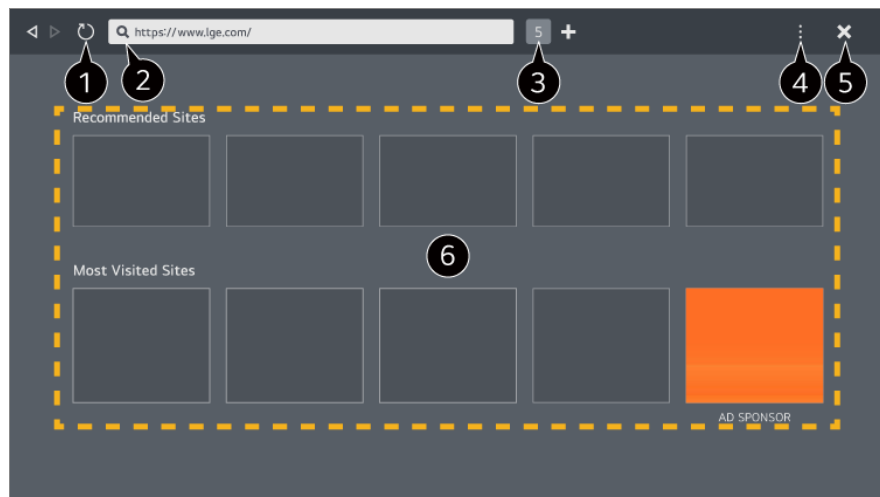 https://www.lge.com/ 5
1 2 3 4 5
Recommended Sites
6
Most Visited Sites
AD SPONSOR